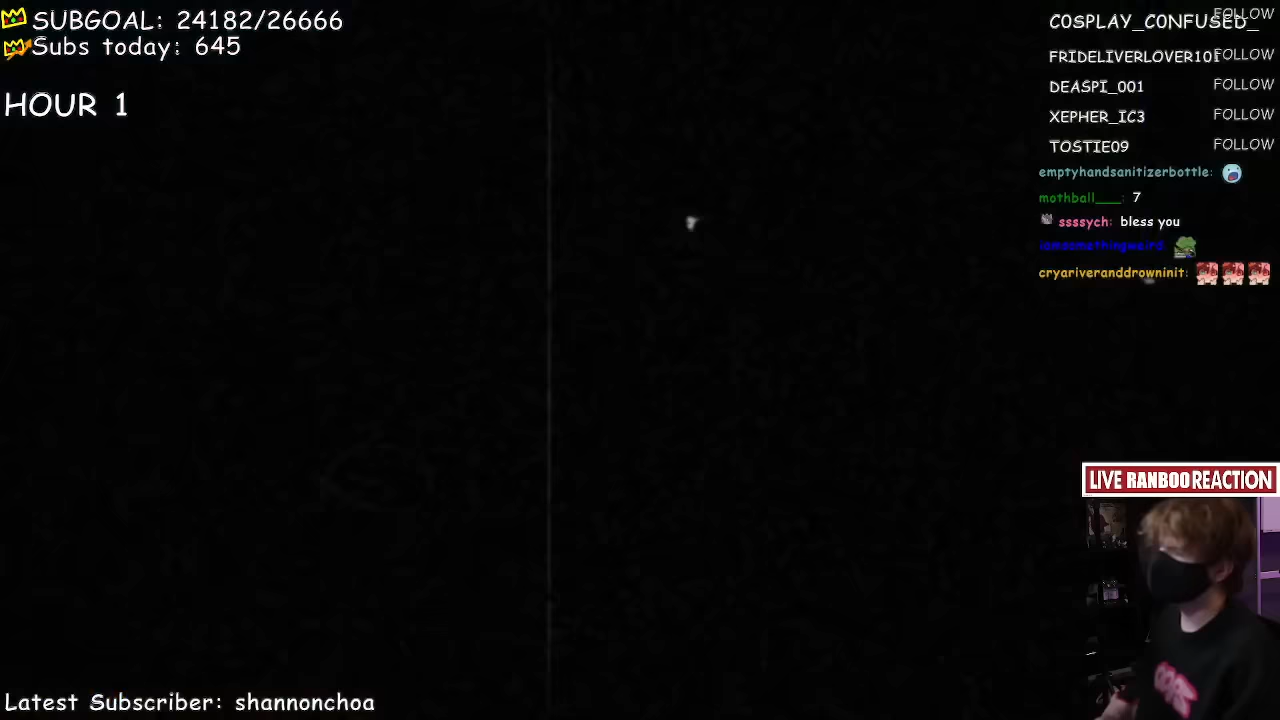 SUBGOAL: 24182/26666
Subs today: 645
HOUR 1
COSPLAY_CONFUSED_ FOLLOW
FRIDELIVERLOVER101 FOLLOW
DEASPI_001 FOLLOW
XEPHER_IC3 FOLLOW
TOSTIE09 FOLLOW
emptyhandsanitizerbottle:
mothball___: 7
ssssych: bless you
iamsomethingweird:
cryariveranddrowninit:
LIVE RANBOO REACTION
Latest Subscriber: shannonchoa